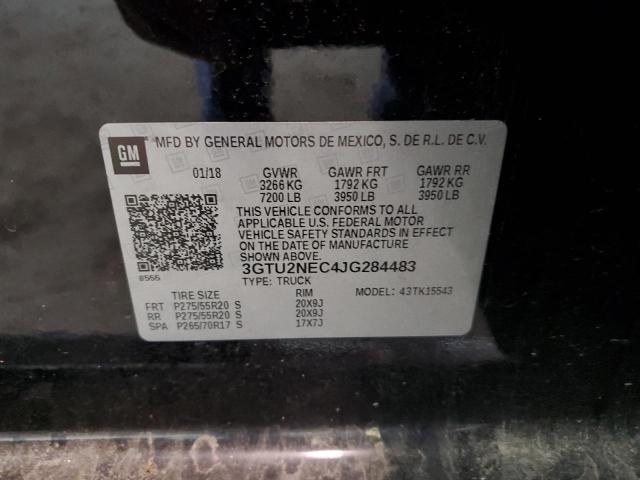 GM MFD BY GENERAL MOTORS DE MEXICO, S. DE R.L. DE C.V.
01/18 GVWR GAWR FRT GAWR RR
3266 KG 1792 KG 1792 KG
7200 LB 3950 LB 3950 LB
THIS VEHICLE CONFORMS TO ALL
APPLICABLE U.S. FEDERAL MOTOR
VEHICLE SAFETY STANDARDS IN EFFECT
ON THE DATE OF MANUFACTURE
SHOWN ABOVE.
3GTU2NEC4JG284483
8555 TYPE: TRUCK
TIRE SIZE RIM MODEL: 43TK15543
FRT P275/55R20 S 20X9J
RR P275/55R20 S 20X9J
SPA P265/70R17 S 17X7J